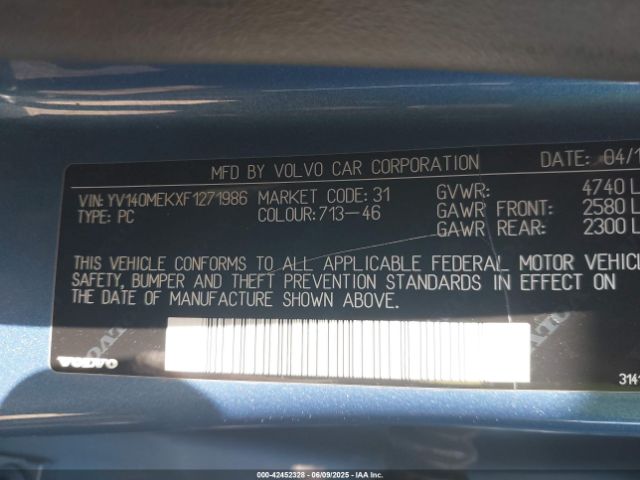 MFD BY VOLVO CAR CORPORATION DATE: 04/1
VIN: YV140MEKXF1271986 MARKET CODE: 31 GVWR: 4740 L
TYPE: PC COLOUR: 713-46 GAWR FRONT: 2580 L
GAWR REAR: 2300 L
THIS VEHICLE CONFORMS TO ALL APPLICABLE FEDERAL MOTOR VEHICL
SAFETY, BUMPER AND THEFT PREVENTION STANDARDS IN EFFECT ON
THE DATE OF MANUFACTURE SHOWN ABOVE.
VOLVO
314
000-42452328 - 06/09/2025 - IAAI, Inc.